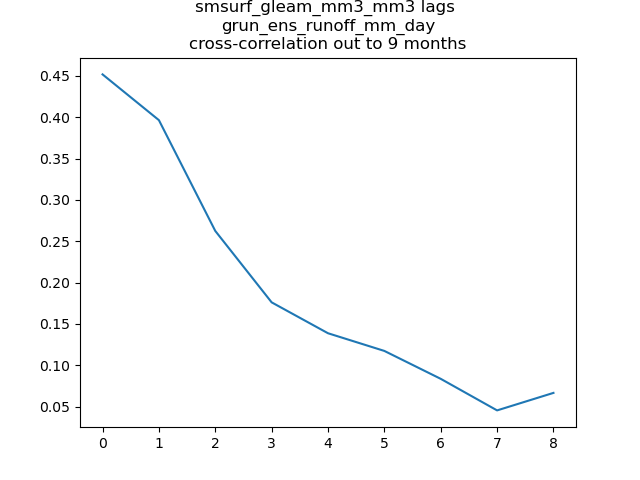 smsurf_gleam_mm3_mm3 lags
grun_ens_runoff_mm_day
cross-correlation out to 9 months
0.45
0.40
0.35
0.30
0.25
0.20
0.15
0.10
0.05
0 1 2 3 4 5 6 7 8